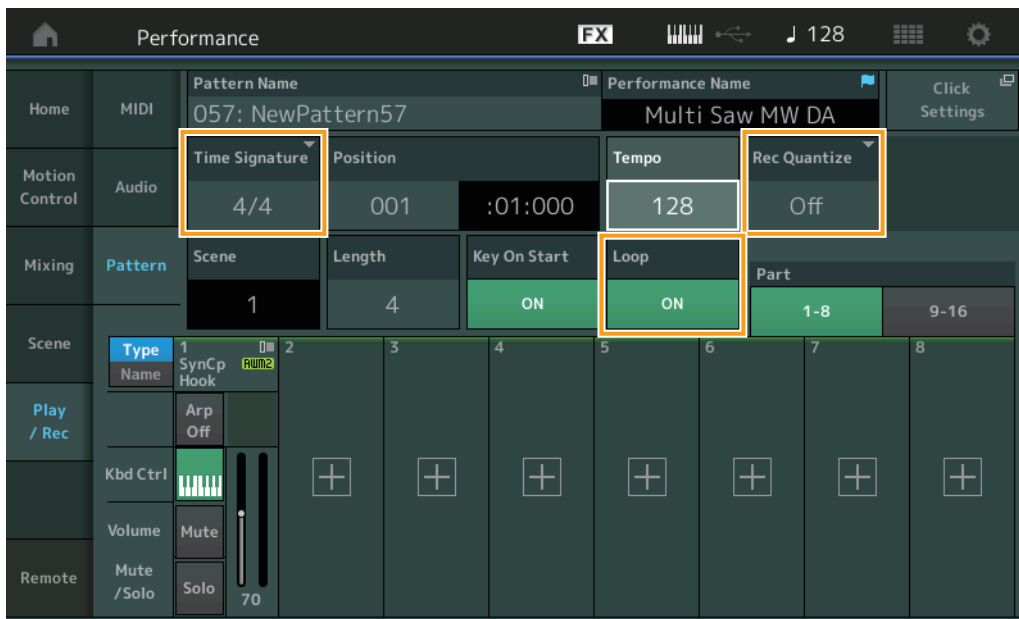 Performance
FX
♩ 128
Home
Motion
Control
Mixing
Scene
Play
/ Rec
Remote
MIDI
Audio
Pattern
Pattern Name
057: NewPattern57
Performance Name
Multi Saw MW DA
Click
Settings
Time Signature
4/4
Position
001
:01:000
Tempo
128
Rec Quantize
Off
Scene
1
Length
4
Key On Start
ON
Loop
ON
Part
1-8
9-16
Type
Name
1
SynCp
Hook
AWM2
2
3
4
5
6
7
8
Arp
Off
Kbd Ctrl
Volume
Mute
Mute
/Solo
Solo
70